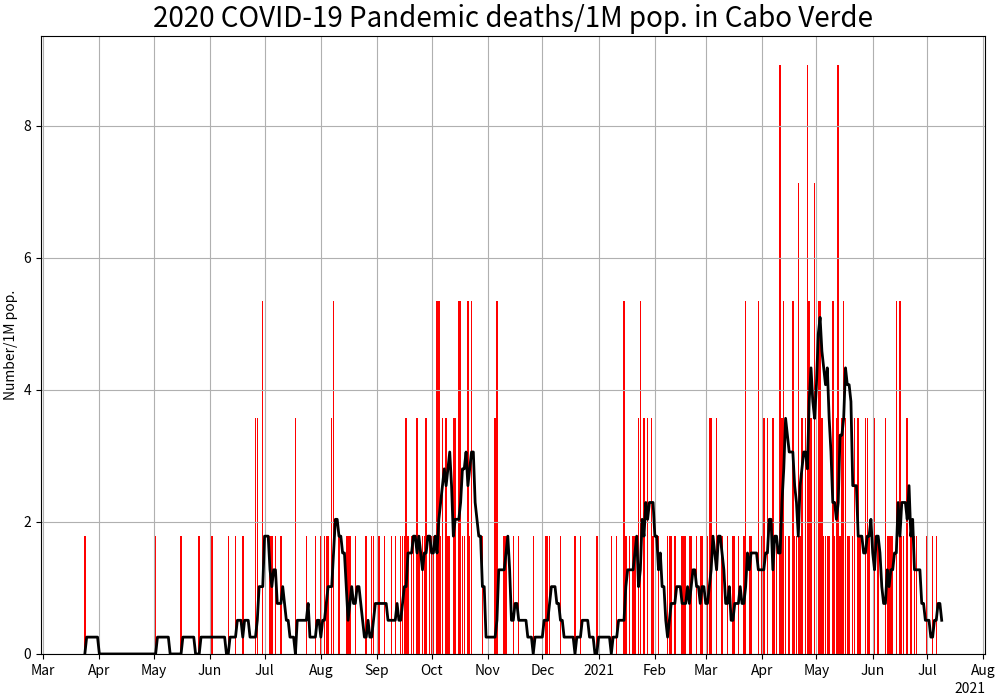 2020 COVID-19 Pandemic deaths/1M pop. in Cabo Verde
Number/1M pop.
8
6
4
2
0
Mar Apr May Jun Jul Aug Sep Oct Nov Dec 2021 Feb Mar Apr May Jun Jul Aug
2021